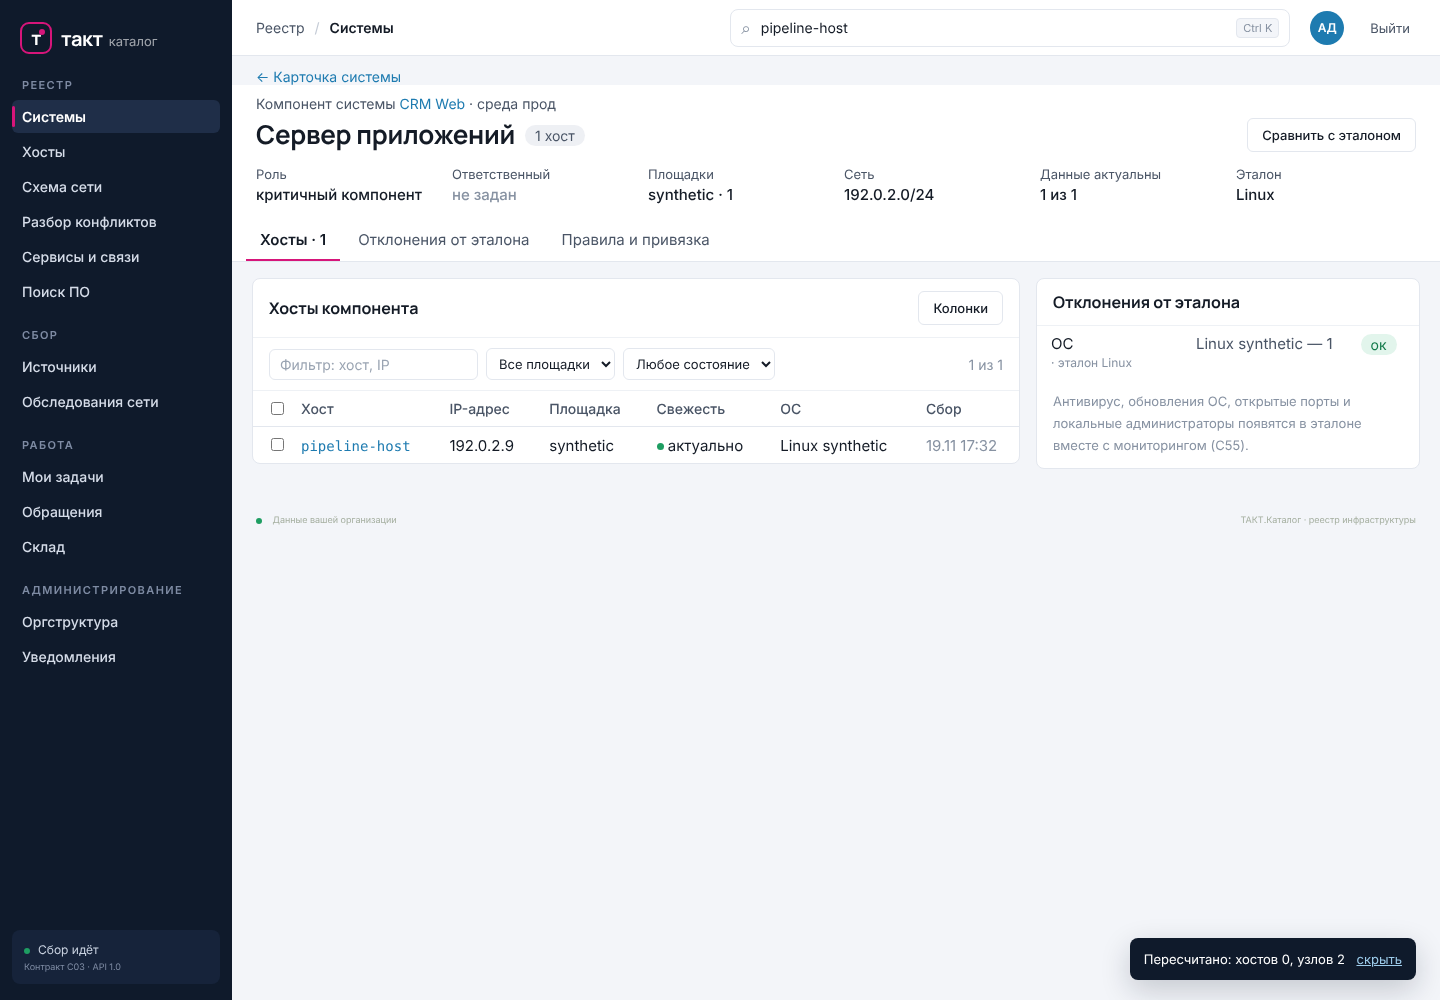 т такт каталог
РЕЕСТР
Системы
Хосты
Схема сети
Разбор конфликтов
Сервисы и связи
Поиск ПО
СБОР
Источники
Обследования сети
РАБОТА
Мои задачи
Обращения
Склад
АДМИНИСТРИРОВАНИЕ
Оргструктура
Уведомления
Сбор идёт
Контракт С03 · API 1.0
Реестр / Системы
pipeline-host Ctrl K
АД Выйти
← Карточка системы
Компонент системы CRM Web · среда прод
Сервер приложений 1 хост
Сравнить с эталоном
Роль Ответственный Площадки Сеть Данные актуальны Эталон
критичный компонент не задан synthetic · 1 192.0.2.0/24 1 из 1 Linux
Хосты · 1 Отклонения от эталона Правила и привязка
Хосты компонента Колонки
Фильтр: хост, IP Все площадки Любое состояние 1 из 1
Хост IP-адрес Площадка Свежесть ОС Сбор
pipeline-host 192.0.2.9 synthetic актуально Linux synthetic 19.11 17:32
Отклонения от эталона
ОС Linux synthetic — 1 ок
· эталон Linux
Антивирус, обновления ОС, открытые порты и
локальные администраторы появятся в эталоне
вместе с мониторингом (С55).
Данные вашей организации
ТАКТ.Каталог · реестр инфраструктуры
Пересчитано: хостов 0, узлов 2 скрыть